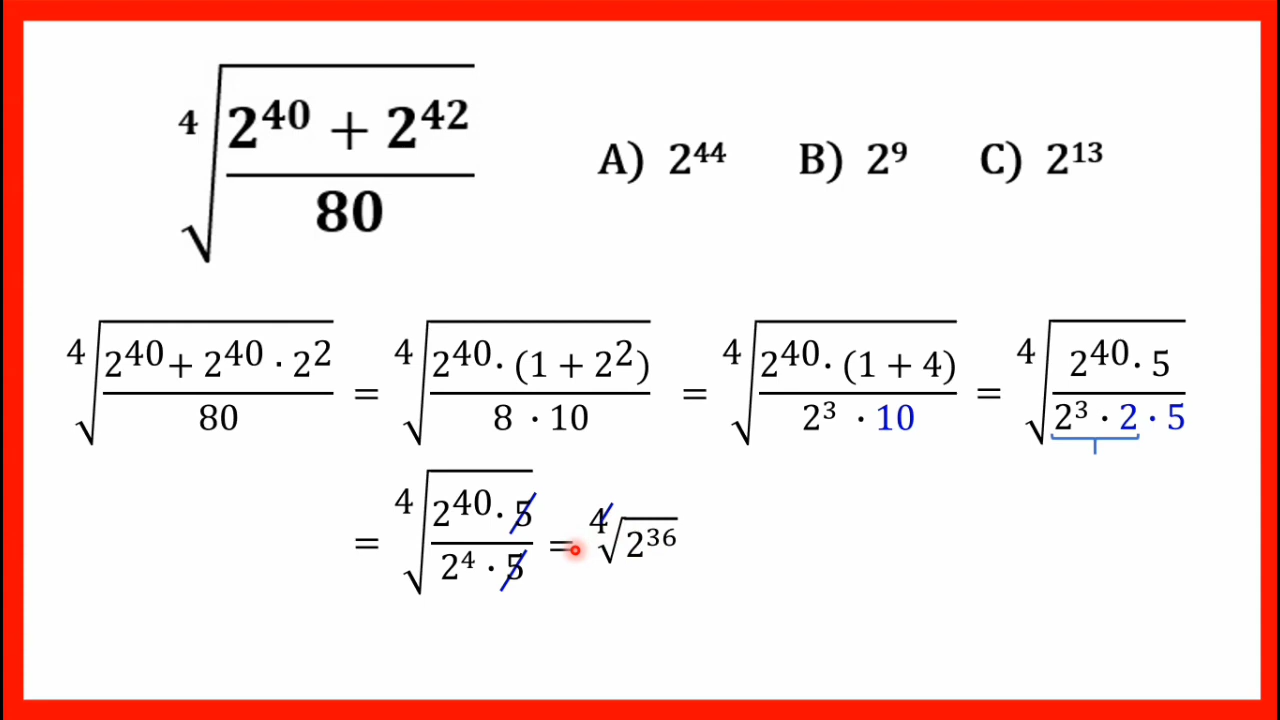 ⁴√((2⁴⁰ + 2⁴²)/80) A) 2⁴⁴ B) 2⁹ C) 2¹³
⁴√((2⁴⁰ + 2⁴⁰ · 2²)/80) = ⁴√((2⁴⁰ · (1 + 2²))/(8 · 10)) = ⁴√((2⁴⁰ · (1 + 4))/(2³ · 10)) = ⁴√((2⁴⁰ · 5)/(2³ · 2 · 5))
= ⁴√((2⁴⁰ · 5)/(2⁴ · 5)) = ⁴√(2³⁶)